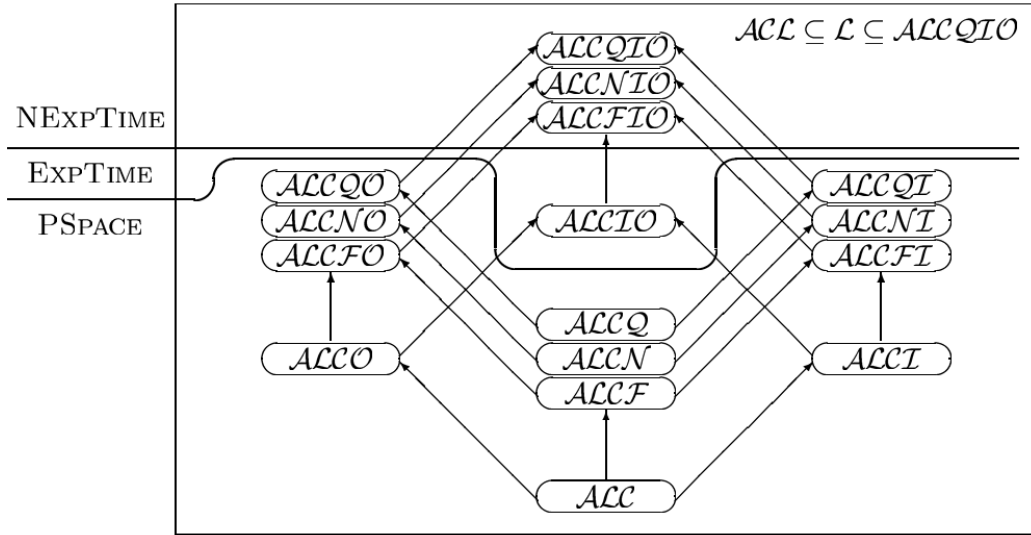 ACL ⊆ L ⊆ ALCQIO
ALCQIO
ALCNIO
ALCFIO
NEXPTIME
EXPTIME
PSPACE
ALCQO
ALCNO
ALCFO
ALCIO
ALCQI
ALCNI
ALCFI
ALCQ
ALCN
ALCF
ALCO
ALCI
ALC